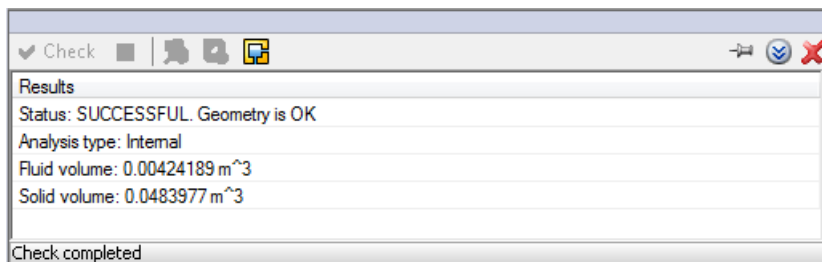 Check
Results
Status: SUCCESSFUL. Geometry is OK
Analysis type: Internal
Fluid volume: 0.00424189 m^3
Solid volume: 0.0483977 m^3
Check completed